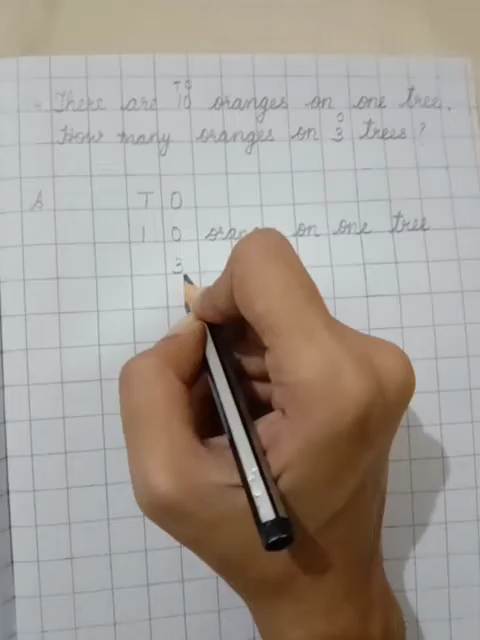 T O
There are 10 oranges on one tree.
O
How many oranges on 3 trees?
T O
1 0 orange on one tree
3